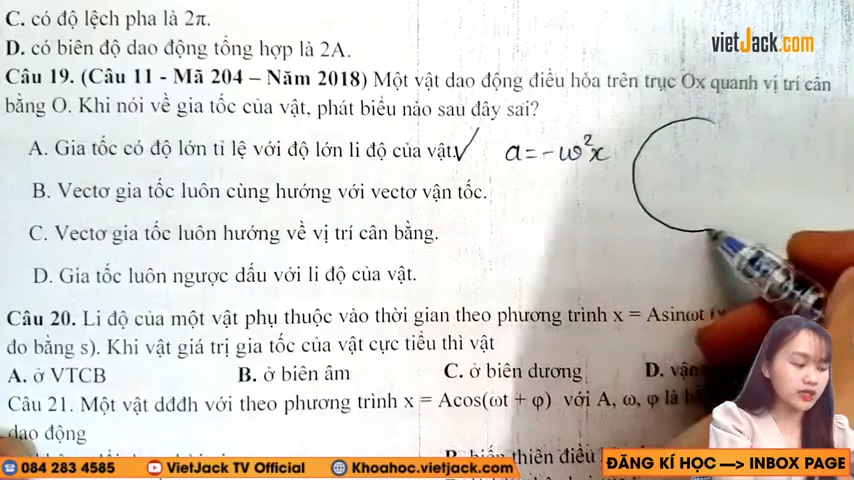 C. có độ lệch pha là 2π.
D. có biên độ dao động tổng hợp là 2A.
vietJack.com
Câu 19. (Câu 11 - Mã 204 – Năm 2018) Một vật dao động điều hòa trên trục Ox quanh vị trí cân
bằng O. Khi nói về gia tốc của vật, phát biểu nào sau đây sai?
A. Gia tốc có độ lớn tỉ lệ với độ lớn li độ của vật.
a = -ω²x
B. Vectơ gia tốc luôn cùng hướng với vectơ vận tốc.
C. Vectơ gia tốc luôn hướng về vị trí cân bằng.
D. Gia tốc luôn ngược dấu với li độ của vật.
Câu 20. Li độ của một vật phụ thuộc vào thời gian theo phương trình x = Asinωt
đo bằng s). Khi vật giá trị gia tốc của vật cực tiểu thì vật
A. ở VTCB B. ở biên âm C. ở biên dương D. vận
Câu 21. Một vật dđđh với theo phương trình x = Acos(ωt + φ) với A, ω, φ là
dao động
thiên điều
084 283 4585 VietJack TV Official Khoahoc.vietjack.com
ĐĂNG KÍ HỌC —> INBOX PAGE